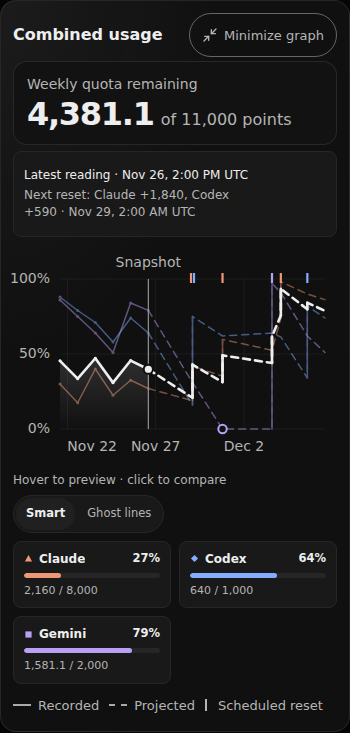 Combined usage
Minimize graph
Weekly quota remaining
4,381.1 of 11,000 points
Latest reading · Nov 26, 2:00 PM UTC
Next reset: Claude +1,840, Codex
+590 · Nov 29, 2:00 AM UTC
Snapshot
100%
50%
0%
Nov 22 Nov 27 Dec 2
Hover to preview · click to compare
Smart Ghost lines
Claude 27%
2,160 / 8,000
Codex 64%
640 / 1,000
Gemini 79%
1,581.1 / 2,000
Recorded Projected Scheduled reset